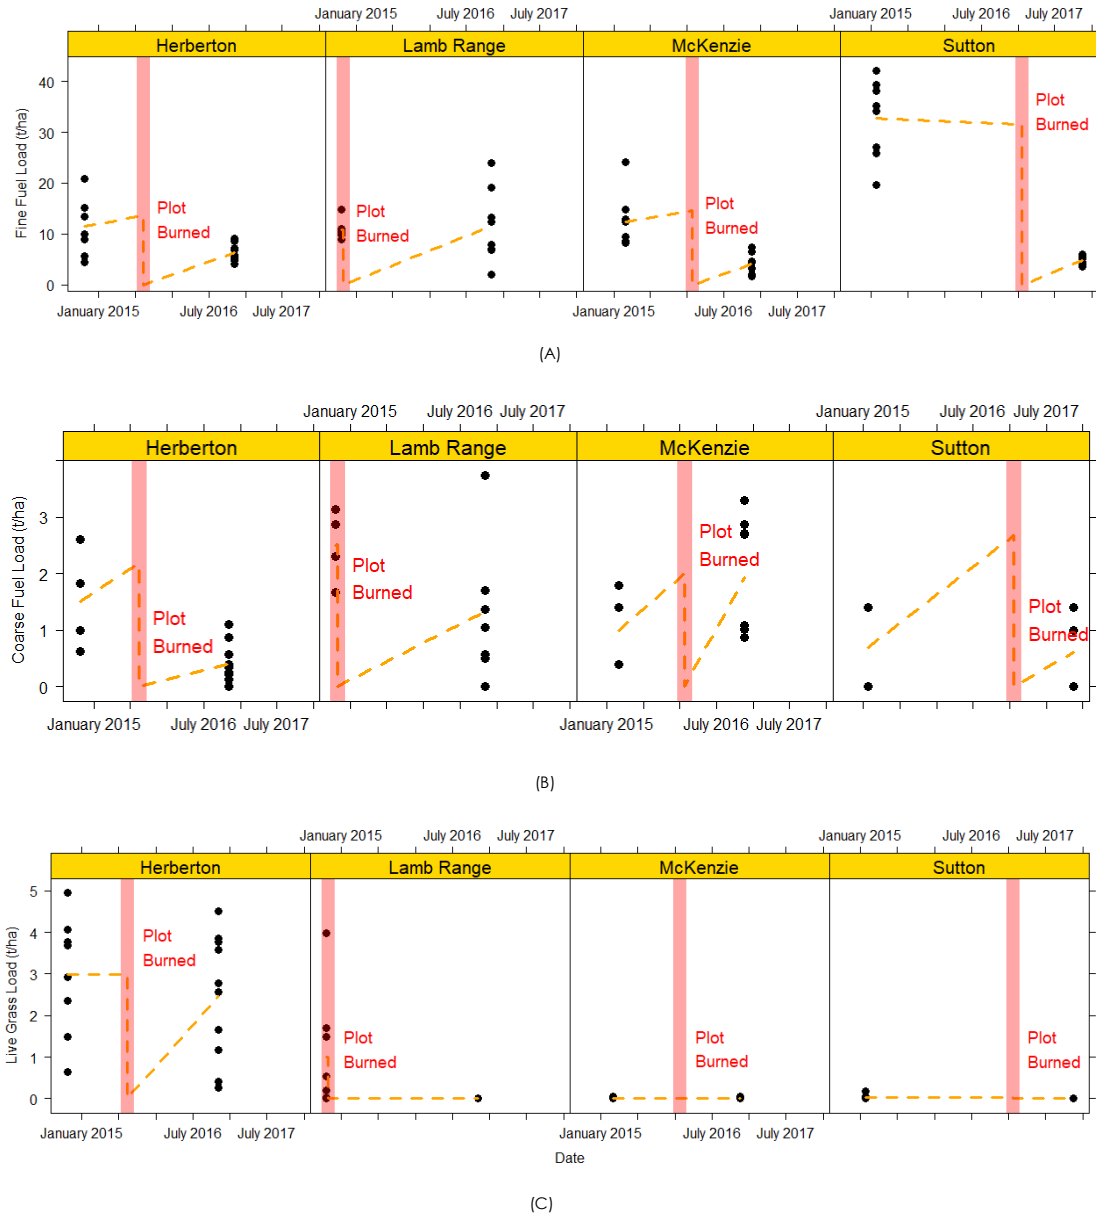 January 2015 July 2016 July 2017 January 2015 July 2016 July 2017
Herberton Lamb Range McKenzie Sutton
Fine Fuel Load (t/ha)
40
30
20
10
0
Plot
Burned
Plot
Burned
Plot
Burned
Plot
Burned
January 2015 July 2016 July 2017 January 2015 July 2016 July 2017
(A)
January 2015 July 2016 July 2017 January 2015 July 2016 July 2017
Herberton Lamb Range McKenzie Sutton
Coarse Fuel Load (t/ha)
3
2
1
0
Plot
Burned
Plot
Burned
Plot
Burned
Plot
Burned
January 2015 July 2016 July 2017 January 2015 July 2016 July 2017
(B)
January 2015 July 2016 July 2017 January 2015 July 2016 July 2017
Herberton Lamb Range McKenzie Sutton
Live Grass Load (t/ha)
5
4
3
2
1
0
Plot
Burned
Plot
Burned
Plot
Burned
Plot
Burned
January 2015 July 2016 July 2017 January 2015 July 2016 July 2017
Date
(C)